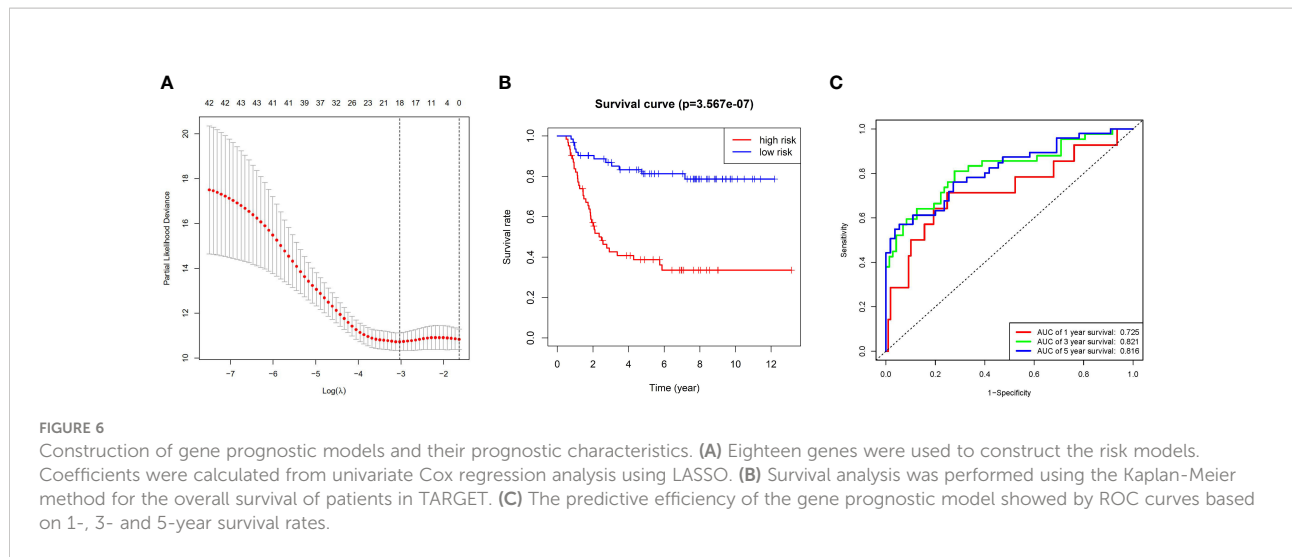 A
42 42 43 43 41 41 39 37 32 26 23 21 18 17 11 4 0
20
18
16
14
12
10
Partial Likelihood Deviance
−7 −6 −5 −4 −3 −2
Log(λ)
B
Survival curve (p=3.567e-07)
high risk
low risk
1.0
0.8
0.6
0.4
0.2
0.0
Survival rate
0 2 4 6 8 10 12
Time (year)
C
1.0
0.8
0.6
0.4
0.2
0.0
Sensitivity
AUC of 1 year survival: 0.725
AUC of 3 year survival: 0.821
AUC of 5 year survival: 0.816
0.0 0.2 0.4 0.6 0.8 1.0
1−Specificity
FIGURE 6
Construction of gene prognostic models and their prognostic characteristics. (A) Eighteen genes were used to construct the risk models.
Coefficients were calculated from univariate Cox regression analysis using LASSO. (B) Survival analysis was performed using the Kaplan-Meier
method for the overall survival of patients in TARGET. (C) The predictive efficiency of the gene prognostic model showed by ROC curves based
on 1-, 3- and 5-year survival rates.